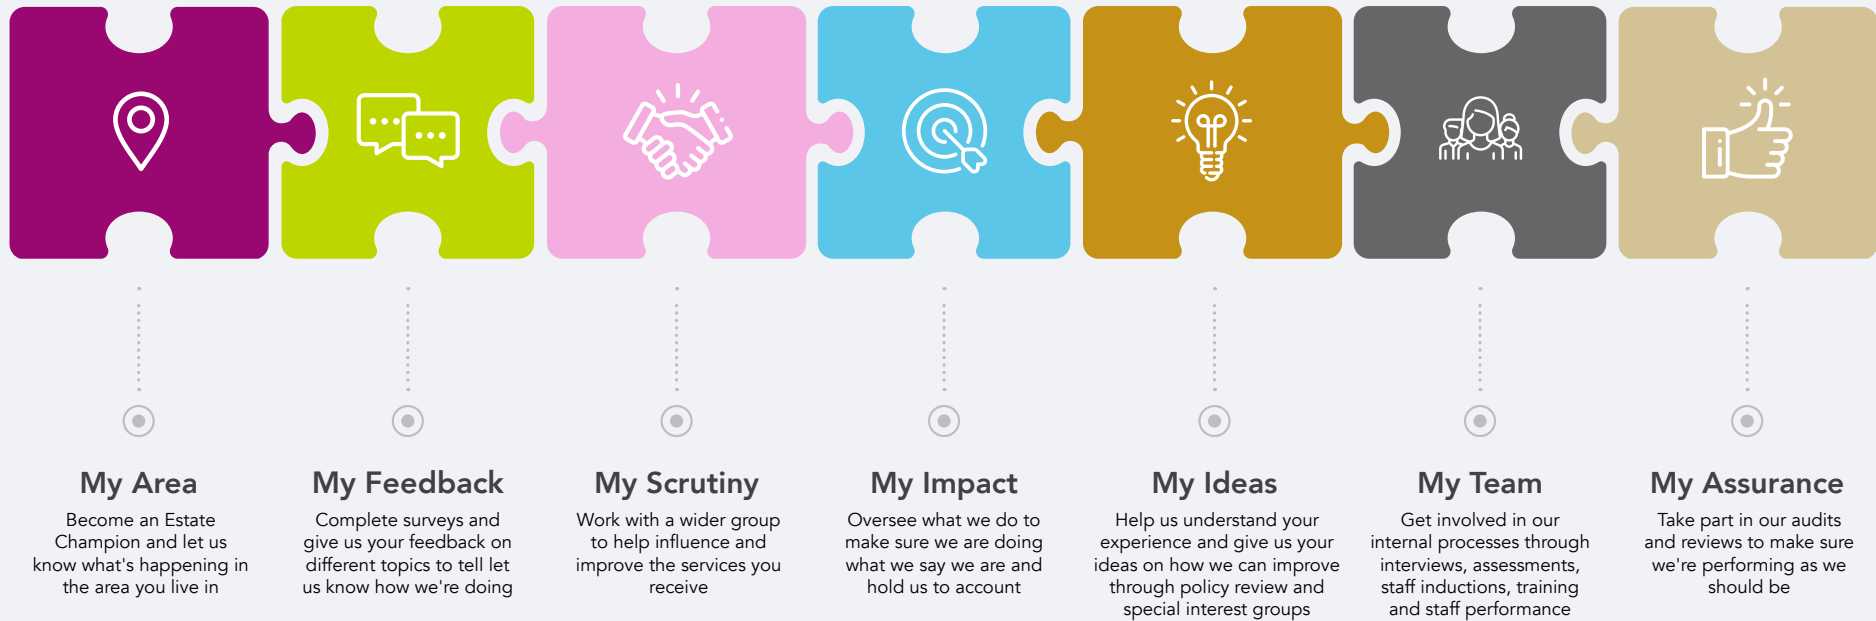 My Area
Become an Estate
Champion and let us
know what's happening in
the area you live in
My Feedback
Complete surveys and
give us your feedback on
different topics to tell let
us know how we're doing
My Scrutiny
Work with a wider group
to help influence and
improve the services you
receive
My Impact
Oversee what we do to
make sure we are doing
what we say we are and
hold us to account
My Ideas
Help us understand your
experience and give us your
ideas on how we can improve
through policy review and
special interest groups
My Team
Get involved in our
internal processes through
interviews, assessments,
staff inductions, training
and staff performance
My Assurance
Take part in our audits
and reviews to make sure
we're performing as we
should be